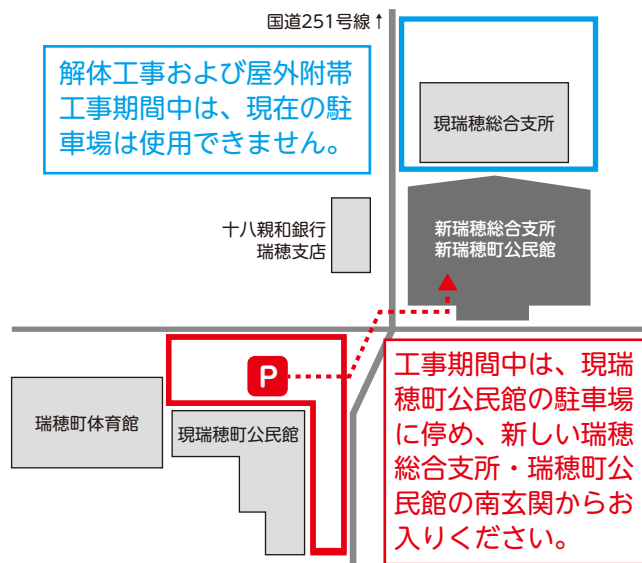 国道251号線↑
解体工事および屋外附帯
工事期間中は、現在の駐
車場は使用できません。
現瑞穂総合支所
十八親和銀行
瑞穂支店
新瑞穂総合支所
新瑞穂町公民館
P
瑞穂町体育館
現瑞穂町公民館
工事期間中は、現瑞
穂町公民館の駐車場
に停め、新しい瑞穂
総合支所・瑞穂町公
民館の南玄関からお
入りください。